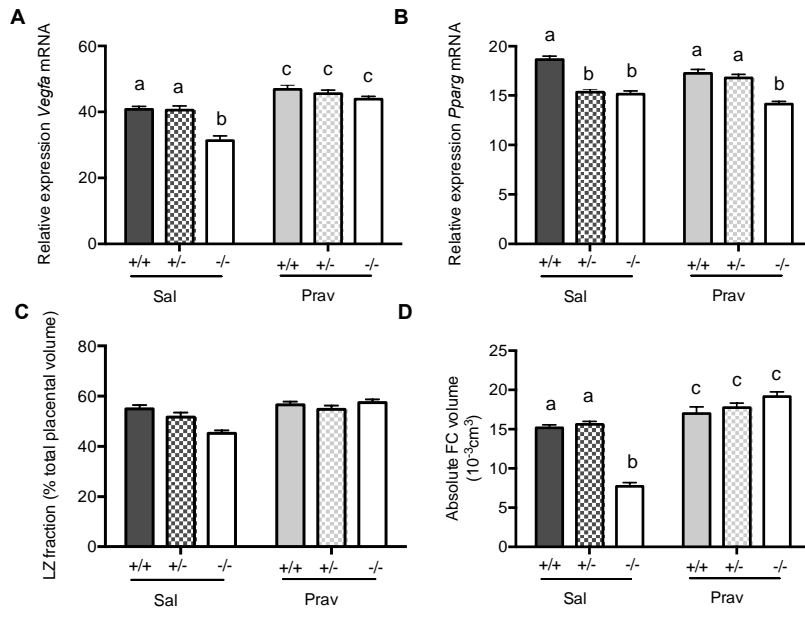 A
Relative expression Vegfa mRNA
60
40
20
0
a
a
b
c
c
c
+/+
+/-
-/-
+/+
+/-
-/-
Sal
Prav
B
Relative expression Pparg mRNA
20
15
10
5
0
a
b
b
a
a
b
+/+
+/-
-/-
+/+
+/-
-/-
Sal
Prav
C
LZ fraction (% total placental volume)
80
60
40
20
0
+/+
+/-
-/-
+/+
+/-
-/-
Sal
Prav
D
Absolute FC volume
(10⁻³cm³)
25
20
15
10
5
0
a
a
b
c
c
c
+/+
+/-
-/-
+/+
+/-
-/-
Sal
Prav